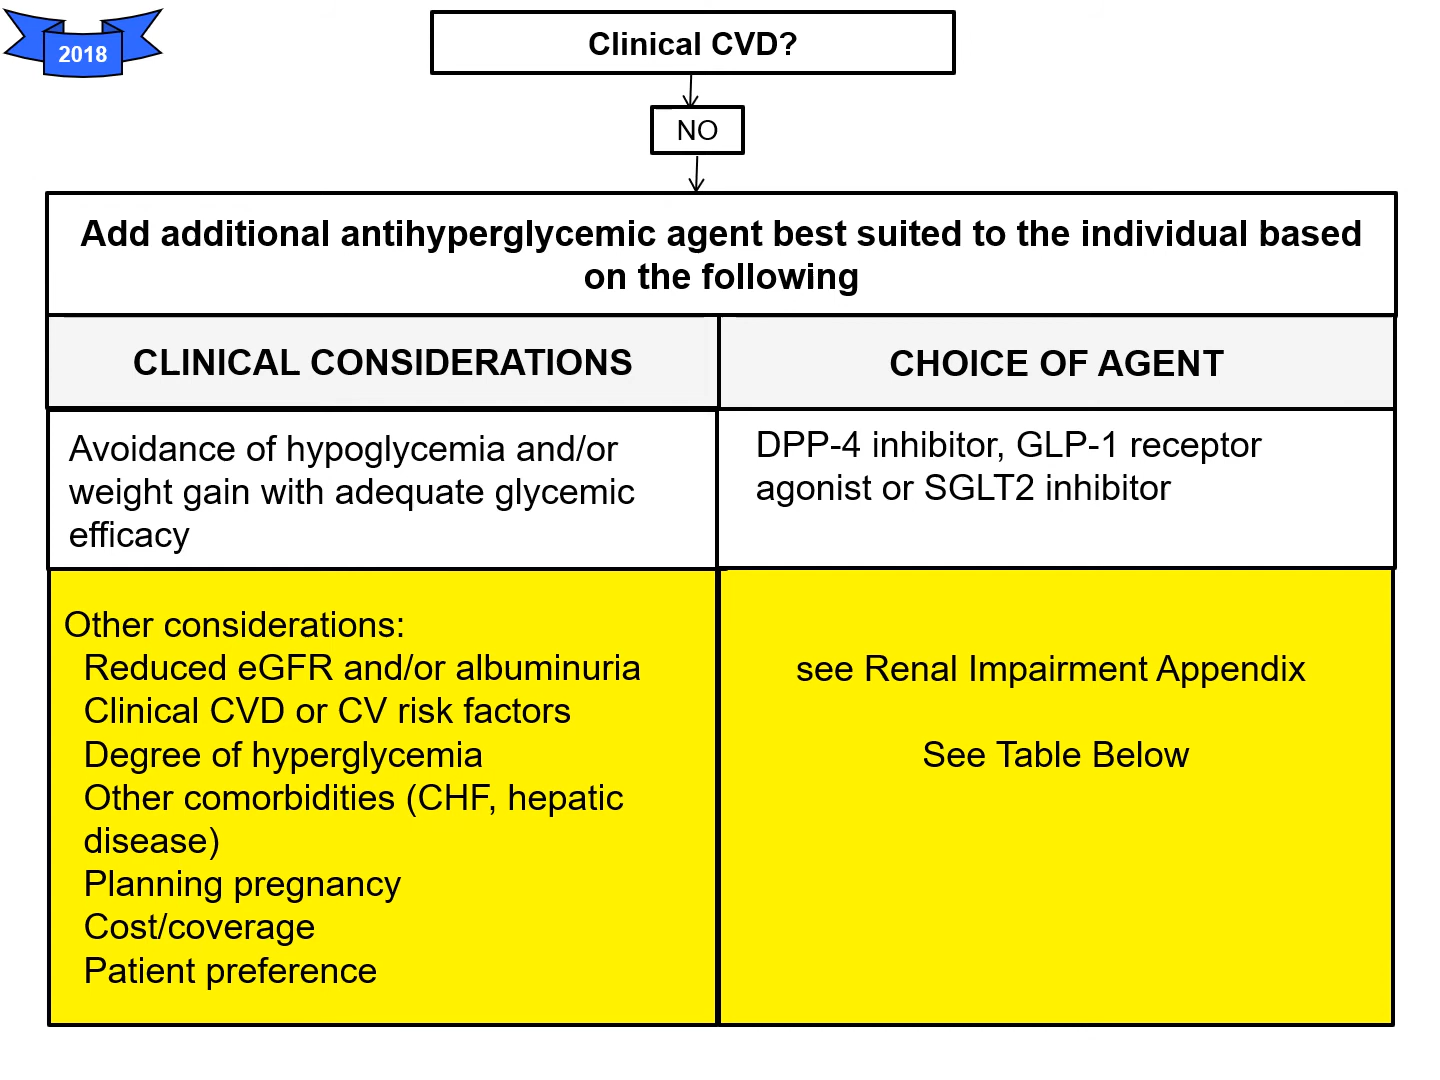 2018
Clinical CVD?
NO
Add additional antihyperglycemic agent best suited to the individual based
on the following
CLINICAL CONSIDERATIONS
CHOICE OF AGENT
Avoidance of hypoglycemia and/or
weight gain with adequate glycemic
efficacy
DPP-4 inhibitor, GLP-1 receptor
agonist or SGLT2 inhibitor
Other considerations:
Reduced eGFR and/or albuminuria
Clinical CVD or CV risk factors
Degree of hyperglycemia
Other comorbidities (CHF, hepatic
disease)
Planning pregnancy
Cost/coverage
Patient preference
see Renal Impairment Appendix
See Table Below